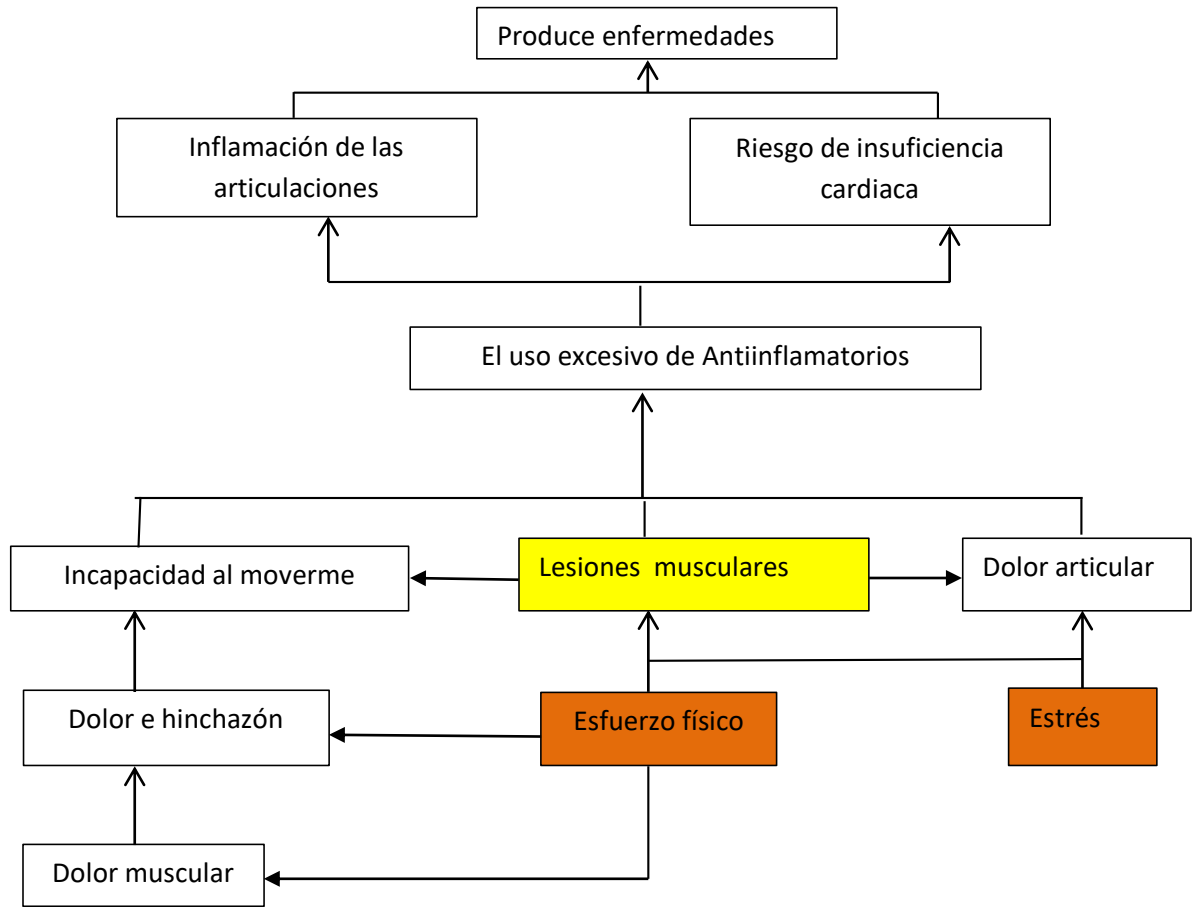 Produce enfermedades
Inflamación de las
articulaciones
Riesgo de insuficiencia
cardiaca
El uso excesivo de Antiinflamatorios
Incapacidad al moverme
Lesiones  musculares
Dolor articular
Dolor e hinchazón
Esfuerzo físico
Estrés
Dolor muscular